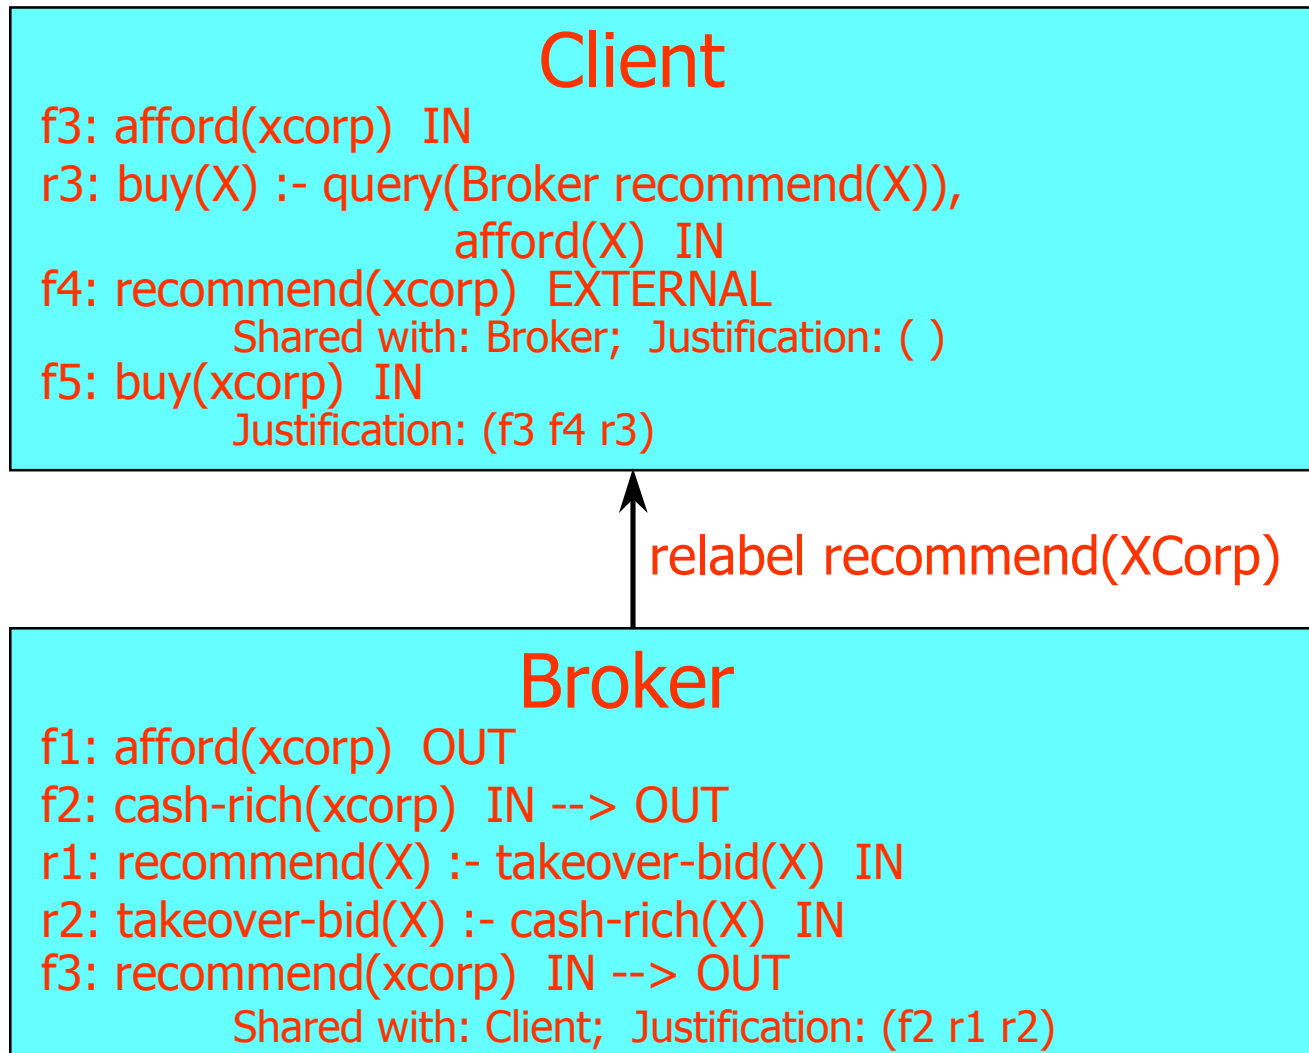 Client
f3: afford(xcorp) IN
r3: buy(X) :- query(Broker recommend(X)),
afford(X) IN
f4: recommend(xcorp) EXTERNAL
Shared with: Broker; Justification: ( )
f5: buy(xcorp) IN
Justification: (f3 f4 r3)
relabel recommend(XCorp)
Broker
f1: afford(xcorp) OUT
f2: cash-rich(xcorp) IN --> OUT
r1: recommend(X) :- takeover-bid(X) IN
r2: takeover-bid(X) :- cash-rich(X) IN
f3: recommend(xcorp) IN --> OUT
Shared with: Client; Justification: (f2 r1 r2)